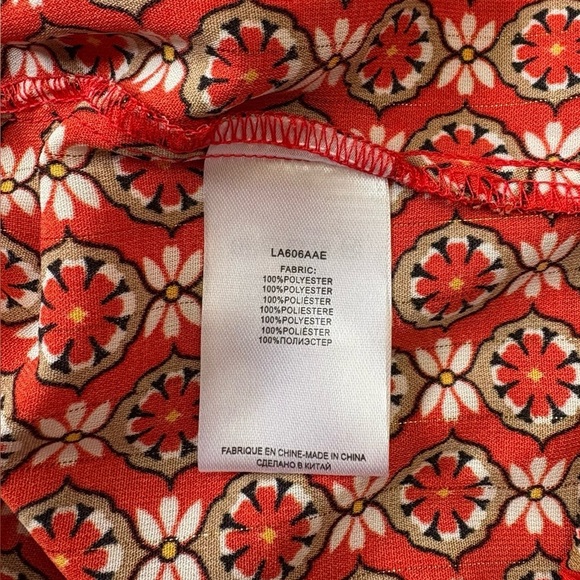 LA606AAE
FABRIC:
100%POLYESTER
100%POLYESTER
100%POLIÉSTER
100%POLIESTERE
100%POLYESTER
100%POLIÉSTER
100%ПОЛИЭСТЕР
FABRIQUE EN CHINE-MADE IN CHINA
СДЕЛАНО В КИТАЙ